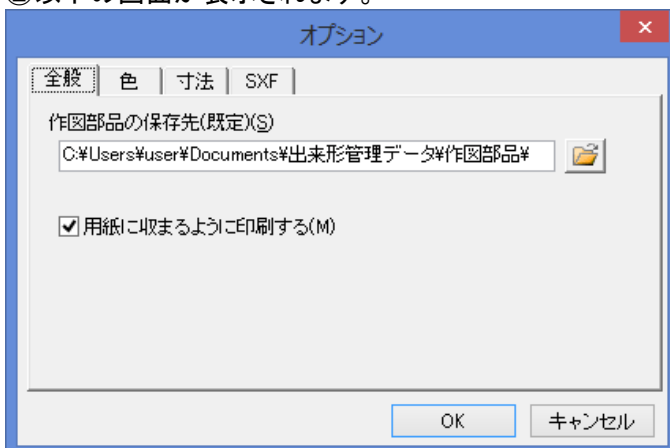 以下の画面が表示されます。
オプション
全般 色 寸法 SXF
作図部品の保存先(既定)(S)
C:¥Users¥user¥Documents¥出来形管理データ¥作図部品¥
用紙に収まるように印刷する(M)
OK キャンセル